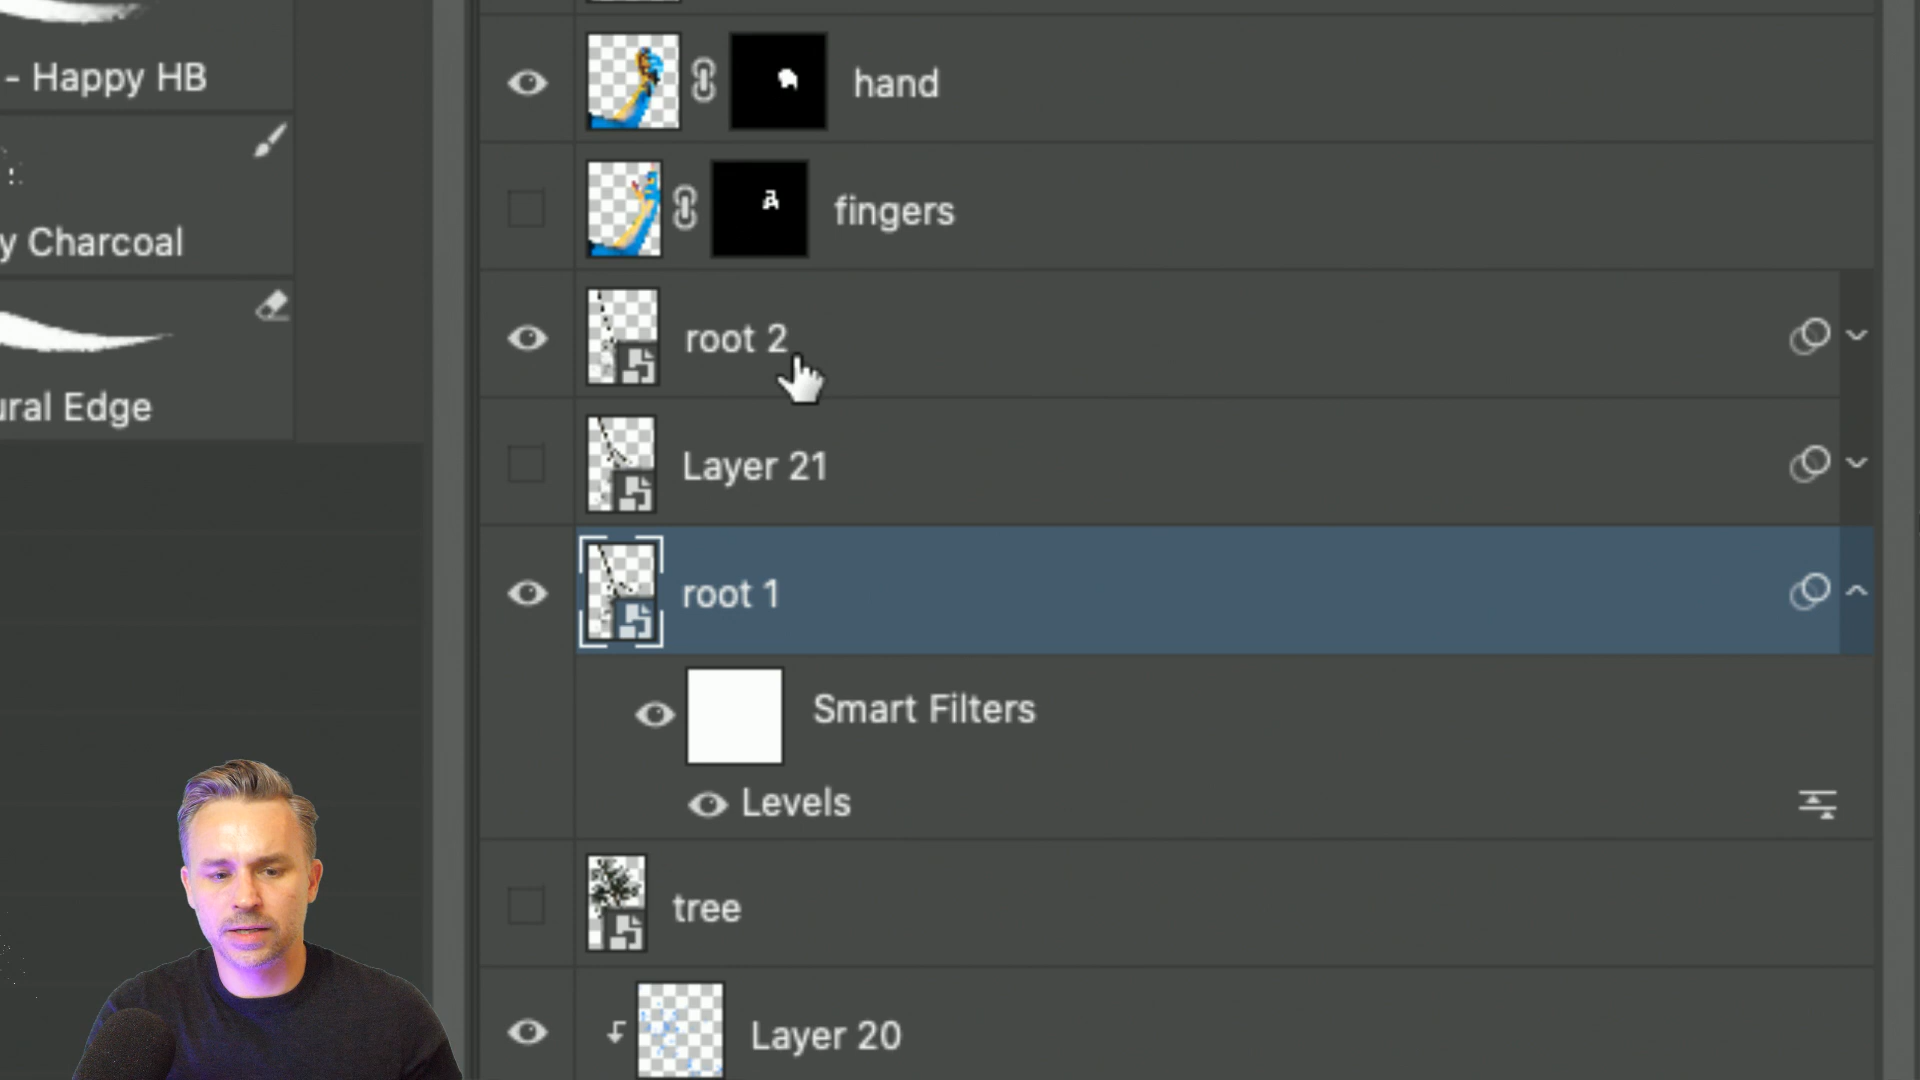 - Happy HB
y Charcoal
ural Edge
hand
fingers
root 2
Layer 21
root 1
Smart Filters
Levels
tree
Layer 20